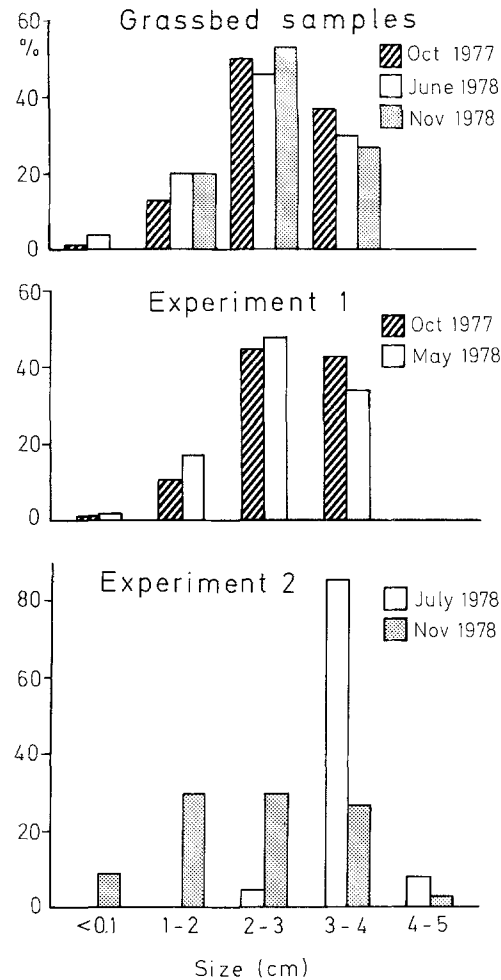 Grassbed samples
60
%
40
20
0
Oct 1977
June 1978
Nov 1978
Experiment 1
60
40
20
0
Oct 1977
May 1978
Experiment 2
80
60
40
20
0
July 1978
Nov 1978
<0.1 1-2 2-3 3-4 4-5
Size (cm)